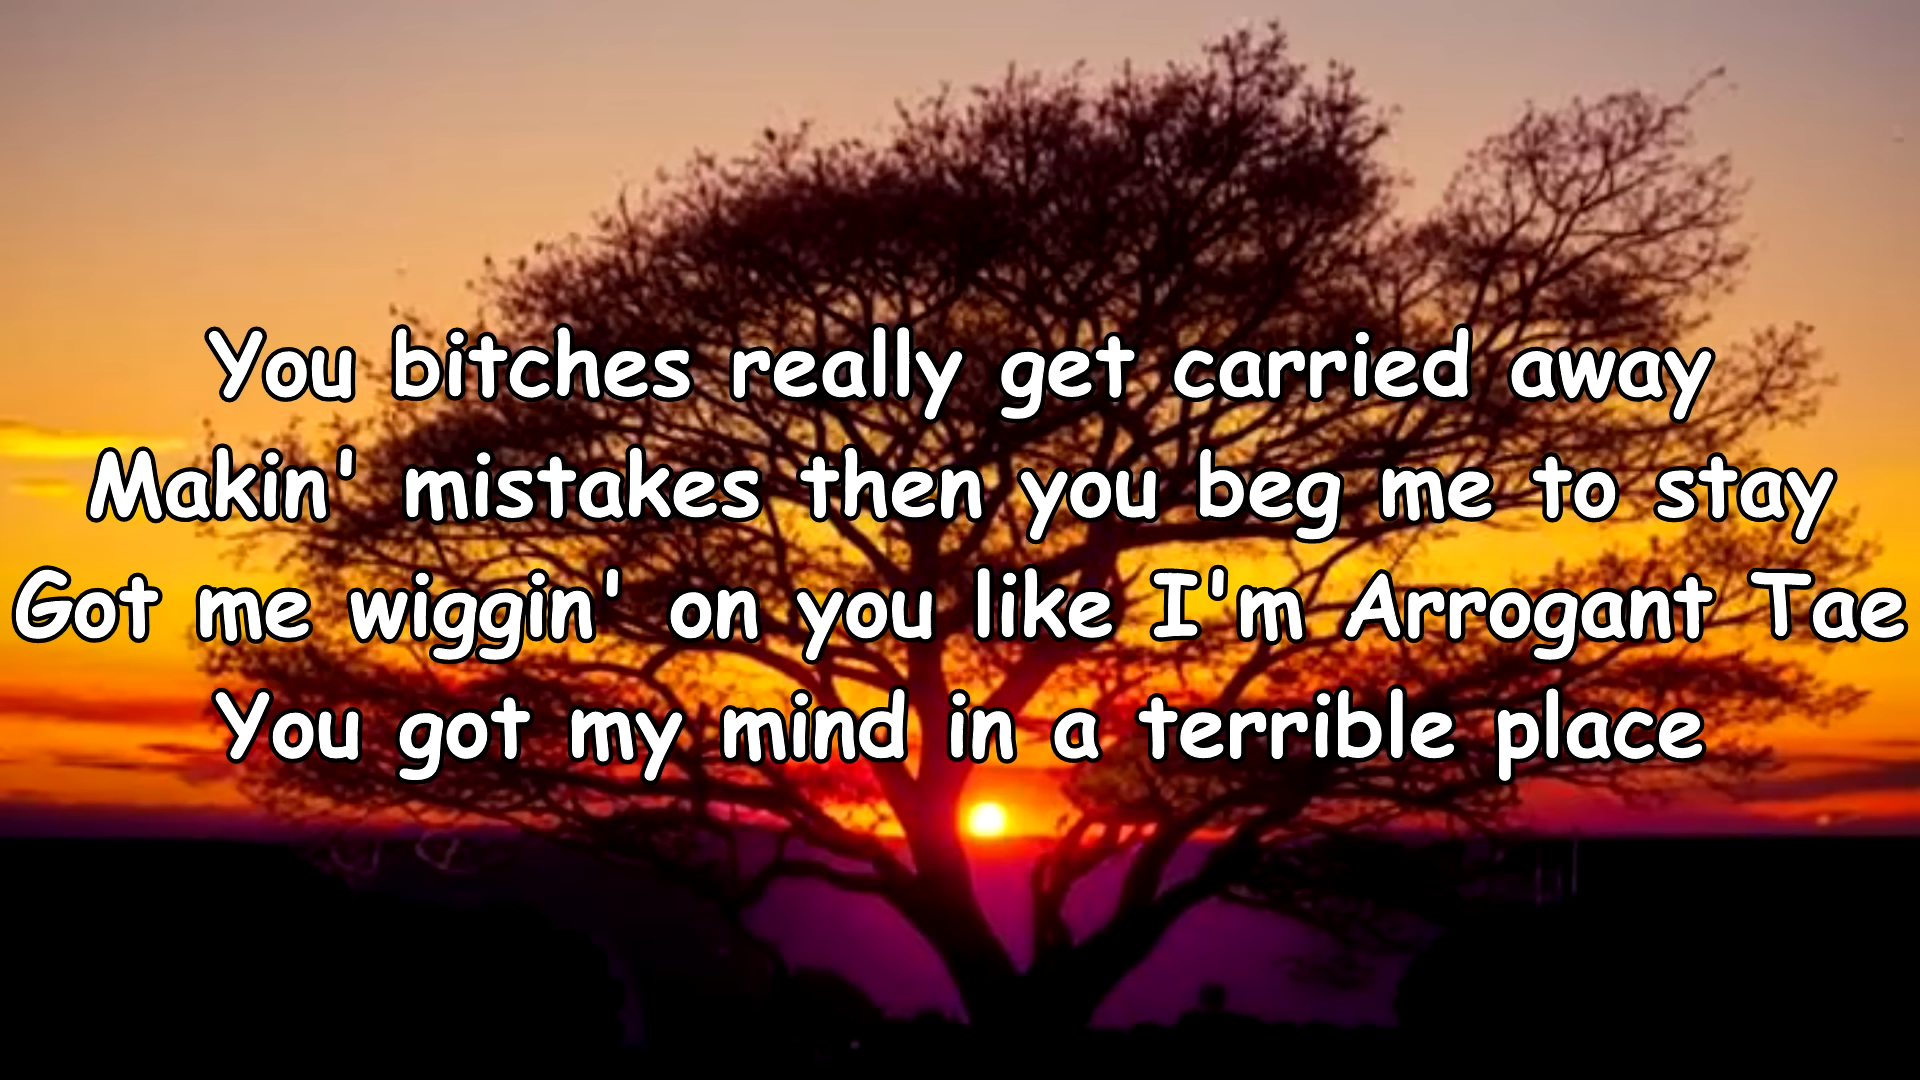 You bitches really get carried away
Makin' mistakes then you beg me to stay
Got me wiggin' on you like I'm Arrogant Tae
You got my mind in a terrible place